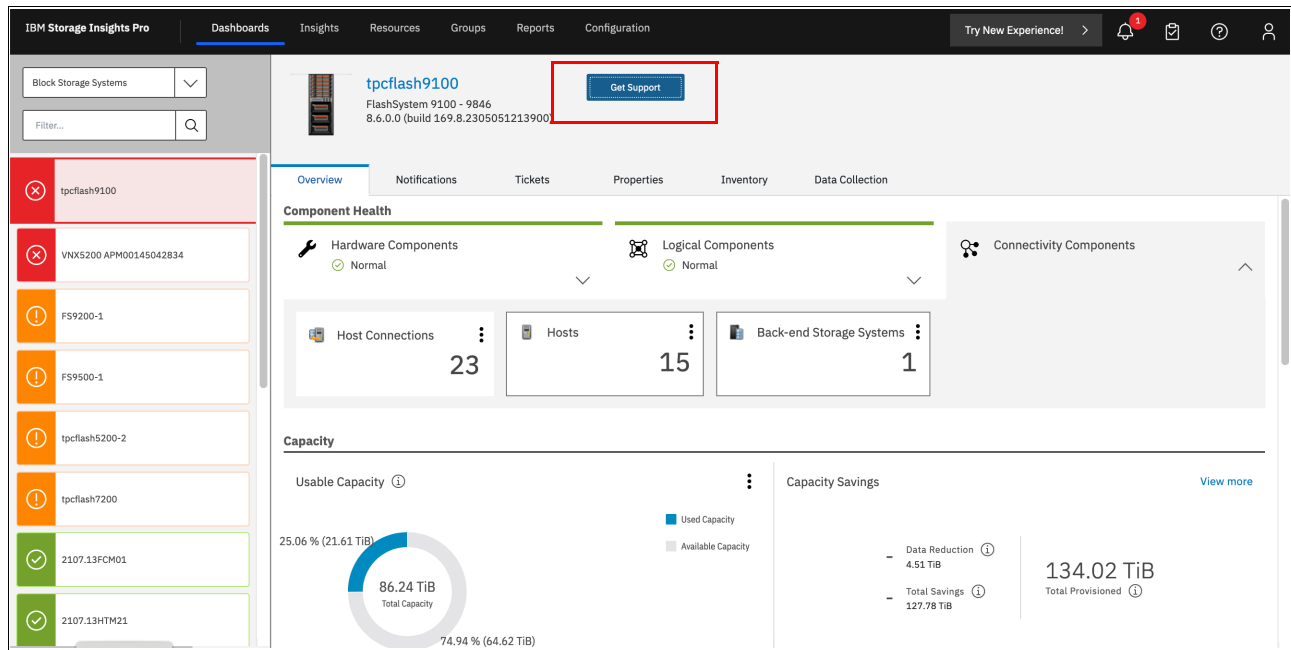 IBM Storage Insights Pro
Dashboards
Insights
Resources
Groups
Reports
Configuration
Try New Experience!
1
Block Storage Systems
Filter...
tpcflash9100
VNX5200 APM00145042834
FS9200-1
FS9500-1
tpcflash5200-2
tpcflash7200
2107.13FCM01
2107.13HTM21
tpcflash9100
FlashSystem 9100 - 9846
8.6.0.0 (build 169.8.2305051213900)
Get Support
Overview
Notifications
Tickets
Properties
Inventory
Data Collection
Component Health
Hardware Components
Normal
Logical Components
Normal
Connectivity Components
Host Connections
23
Hosts
15
Back-end Storage Systems
1
Capacity
Usable Capacity
Used Capacity
Available Capacity
25.06 % (21.61 TiB)
86.24 TiB
Total Capacity
74.94 % (64.62 TiB)
Capacity Savings
View more
- Data Reduction
4.51 TiB
- Total Savings
127.78 TiB
134.02 TiB
Total Provisioned